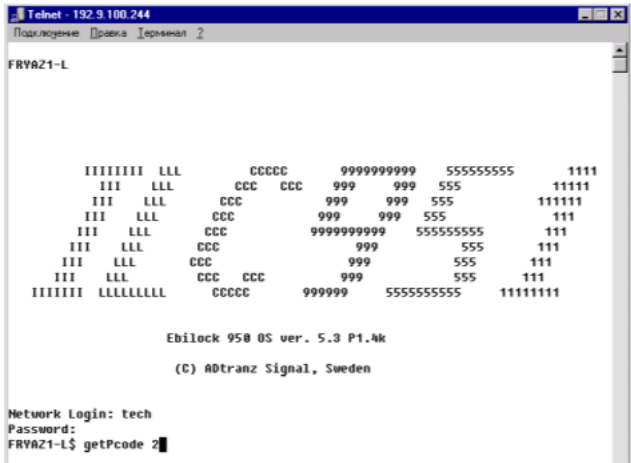 Telnet - 192.9.100.244
Подключение Правка Терминал ?
FRYAZ1-L
IIIIIIII LLL CCCCC 9999999999 555555555 1111
III LLL CCC CCC 999 999 555 11111
III LLL CCC 999 999 555 111111
III LLL CCC 999 999 555 111
III LLL CCC 9999999999 555555555 111
III LLL CCC 999 555 111
III LLL CCC 999 555 111
III LLL CCC CCC 999 555 111
IIIIIII LLLLLLLLL CCCCC 999999 5555555555 11111111
Ebilock 950 OS ver. 5.3 P1.4k
(C) ADtranz Signal, Sweden
Network Login: tech
Password:
FRYAZ1-L$ getPcode 2